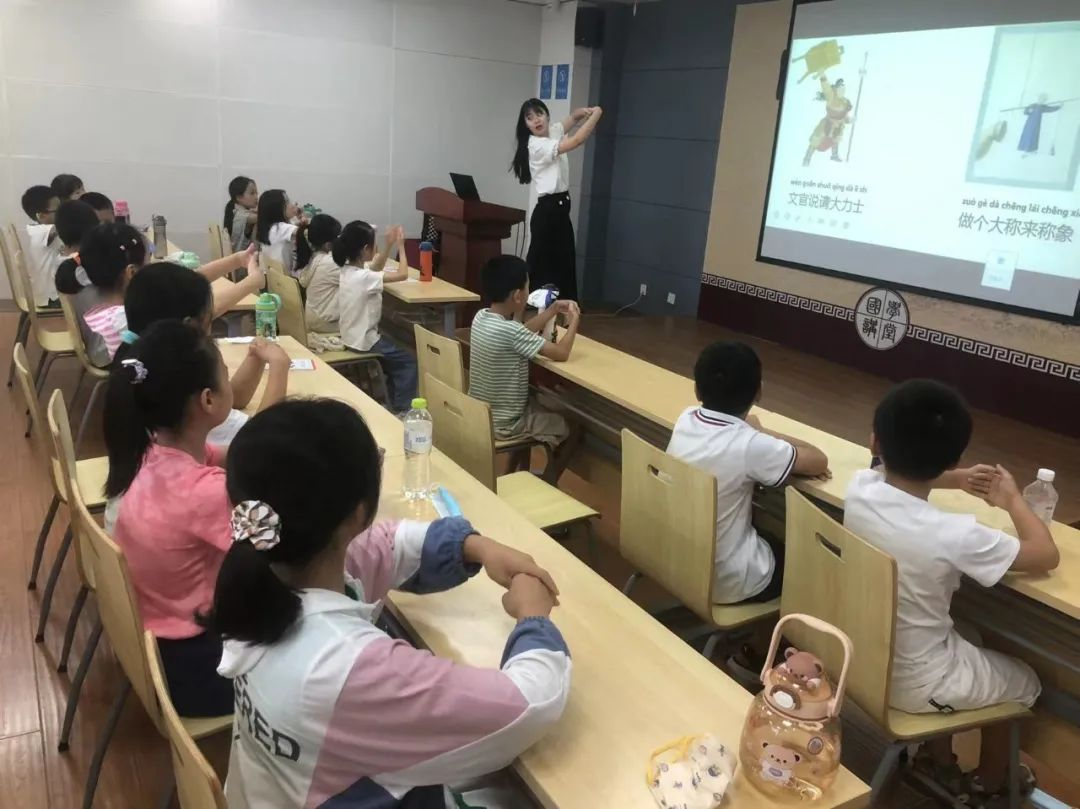 wén guān shuō qǐng dà lì shì
文官说请大力士
zuò gè dà chēng lái chēng xiàng
做个大称来称象
國學
講堂
ERED